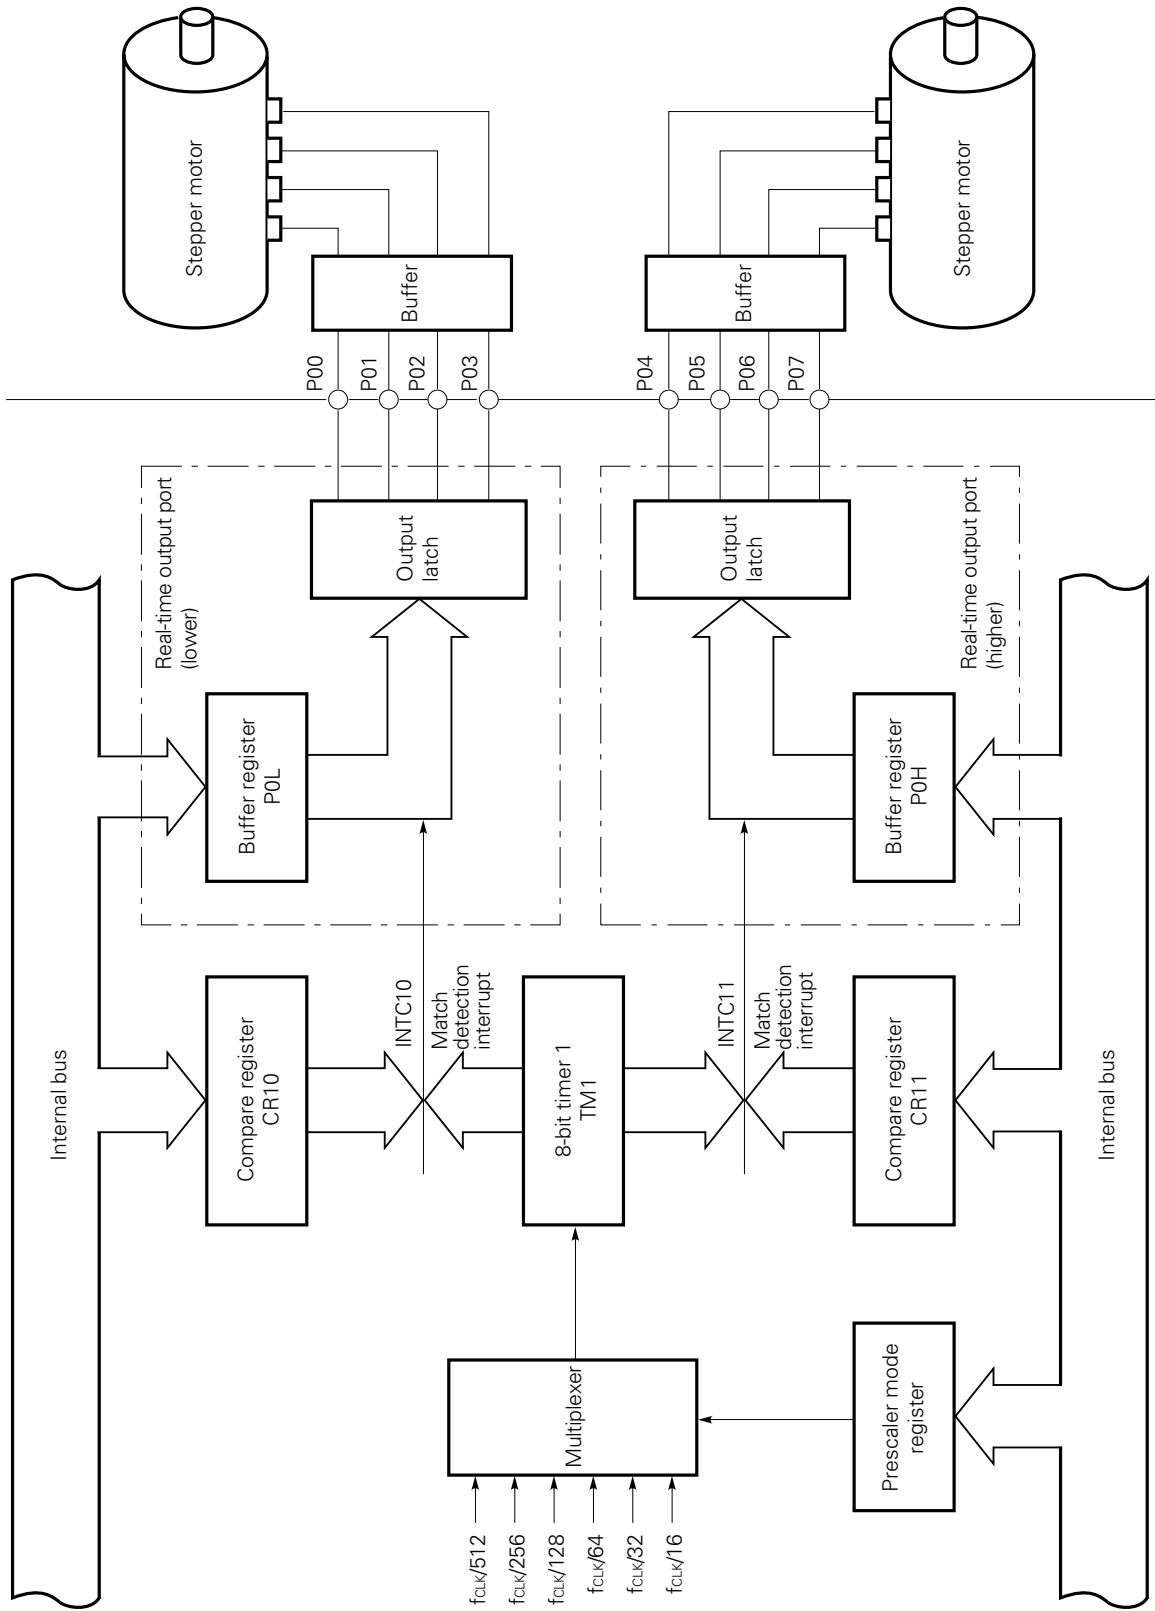 Internal bus
fCLK/512
fCLK/256
fCLK/128
fCLK/64
fCLK/32
fCLK/16
Multiplexer
Prescaler mode
register
Compare register
CR10
INTC10
Match
detection
interrupt
8-bit timer 1
TM1
INTC11
Match
detection
interrupt
Compare register
CR11
Internal bus
Real-time output port
(lower)
Buffer register
P0L
Output
latch
Output
latch
Buffer register
P0H
Real-time output port
(higher)
P00
P01
P02
P03
P04
P05
P06
P07
Buffer
Buffer
Stepper motor
Stepper motor